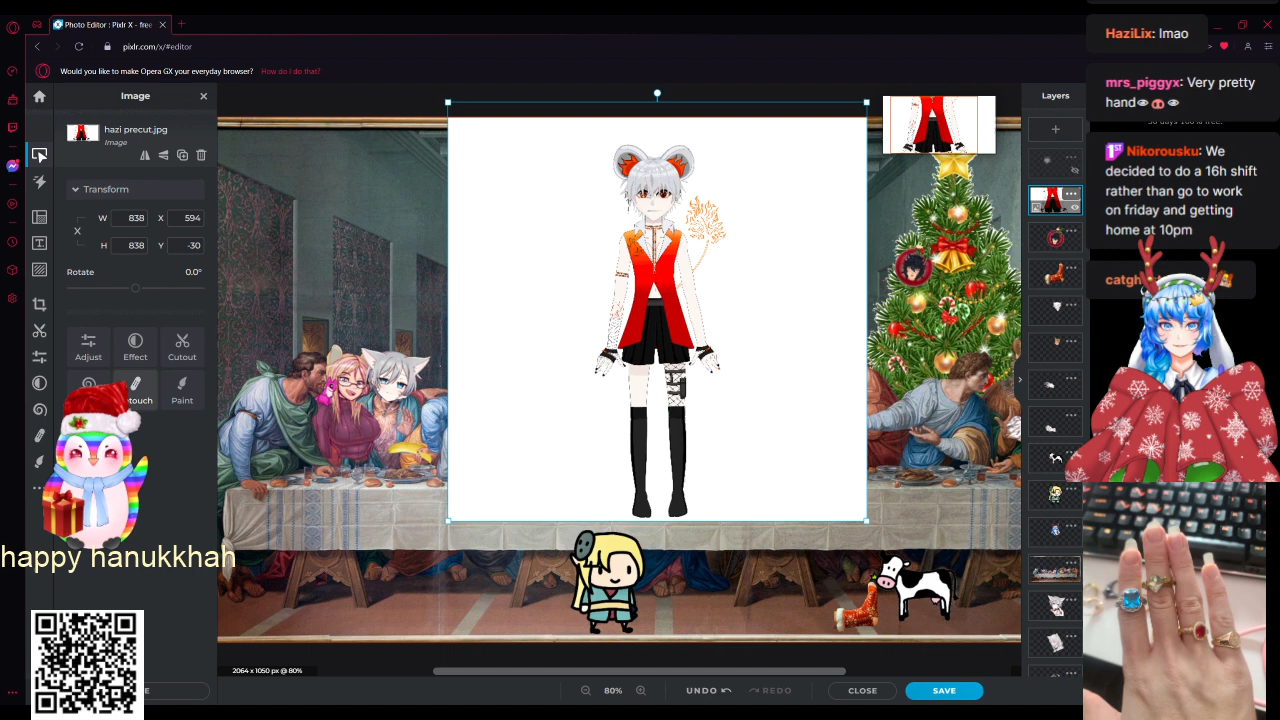 Photo Editor : Pixlr X - free
pixlr.com/x/#editor
Would you like to make Opera GX your everyday browser? How do I do that?
Image
hazi precut.jpg
Image
Transform
W 838 X 594
X
H 838 Y -30
Rotate 0.0°
Adjust Effect Cutout
touch Paint
happy hanukkhah
2064 x 1050 px @ 80%
80% UNDO REDO CLOSE SAVE
Layers
HaziLix: lmao
mrs_piggyx: Very pretty
hand
1ST Nikorousku: We
decided to do a 16h shift
rather than go to work
on friday and getting
home at 10pm